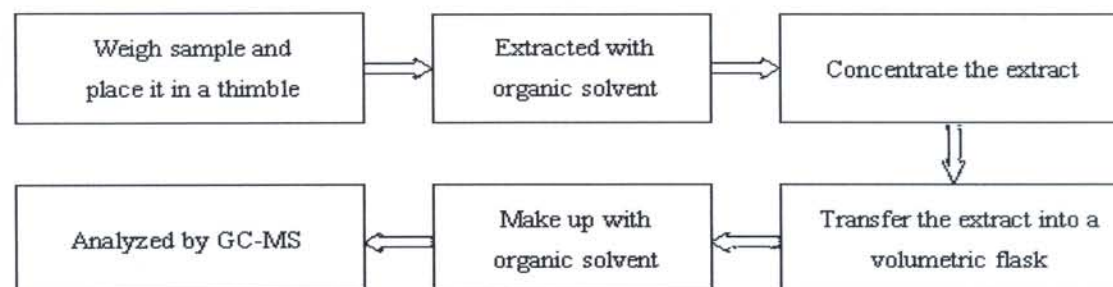 Weigh sample and
place it in a thimble
Extracted with
organic solvent
Concentrate the extract
Transfer the extract into a
volumetric flask
Make up with
organic solvent
Analyzed by GC-MS